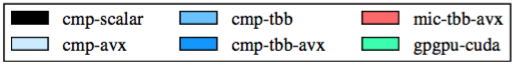 cmp-scalar cmp-tbb mic-tbb-avx
cmp-avx cmp-tbb-avx gpgpu-cuda